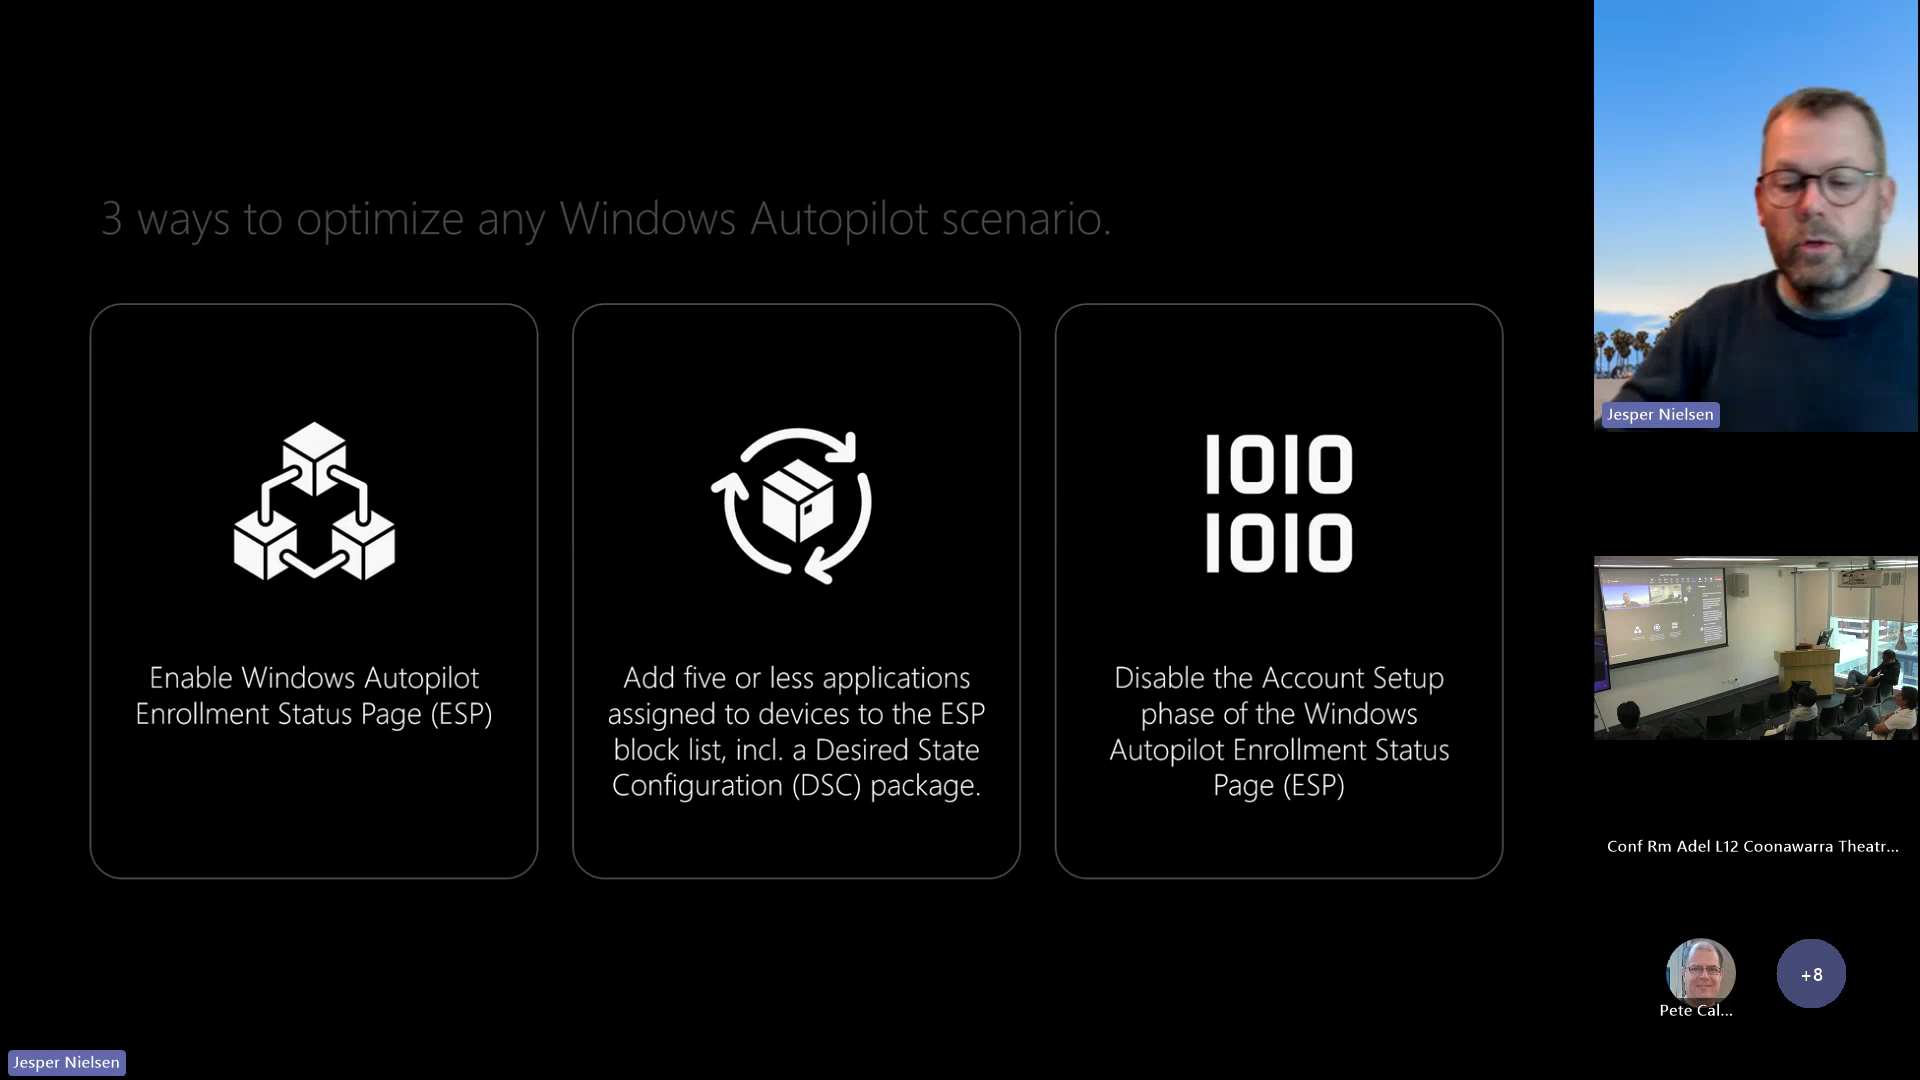 3 ways to optimize any Windows Autopilot scenario.
Enable Windows Autopilot
Enrollment Status Page (ESP)
Add five or less applications
assigned to devices to the ESP
block list, incl. a Desired State
Configuration (DSC) package.
IOIO
IOIO
Disable the Account Setup
phase of the Windows
Autopilot Enrollment Status
Page (ESP)
Jesper Nielsen
Conf Rm Adel L12 Coonawarra Theatr...
Pete Cal...
+8
Jesper Nielsen